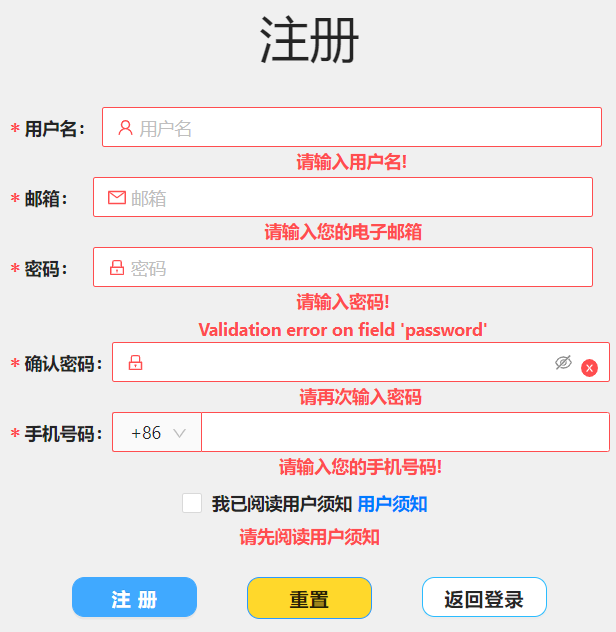 注册
* 用户名： 用户名
请输入用户名!
* 邮箱： 邮箱
请输入您的电子邮箱
* 密码： 密码
请输入密码!
Validation error on field 'password'
* 确认密码：
请再次输入密码
* 手机号码： +86
请输入您的手机号码!
我已阅读用户须知 用户须知
请先阅读用户须知
注 册 重置 返回登录